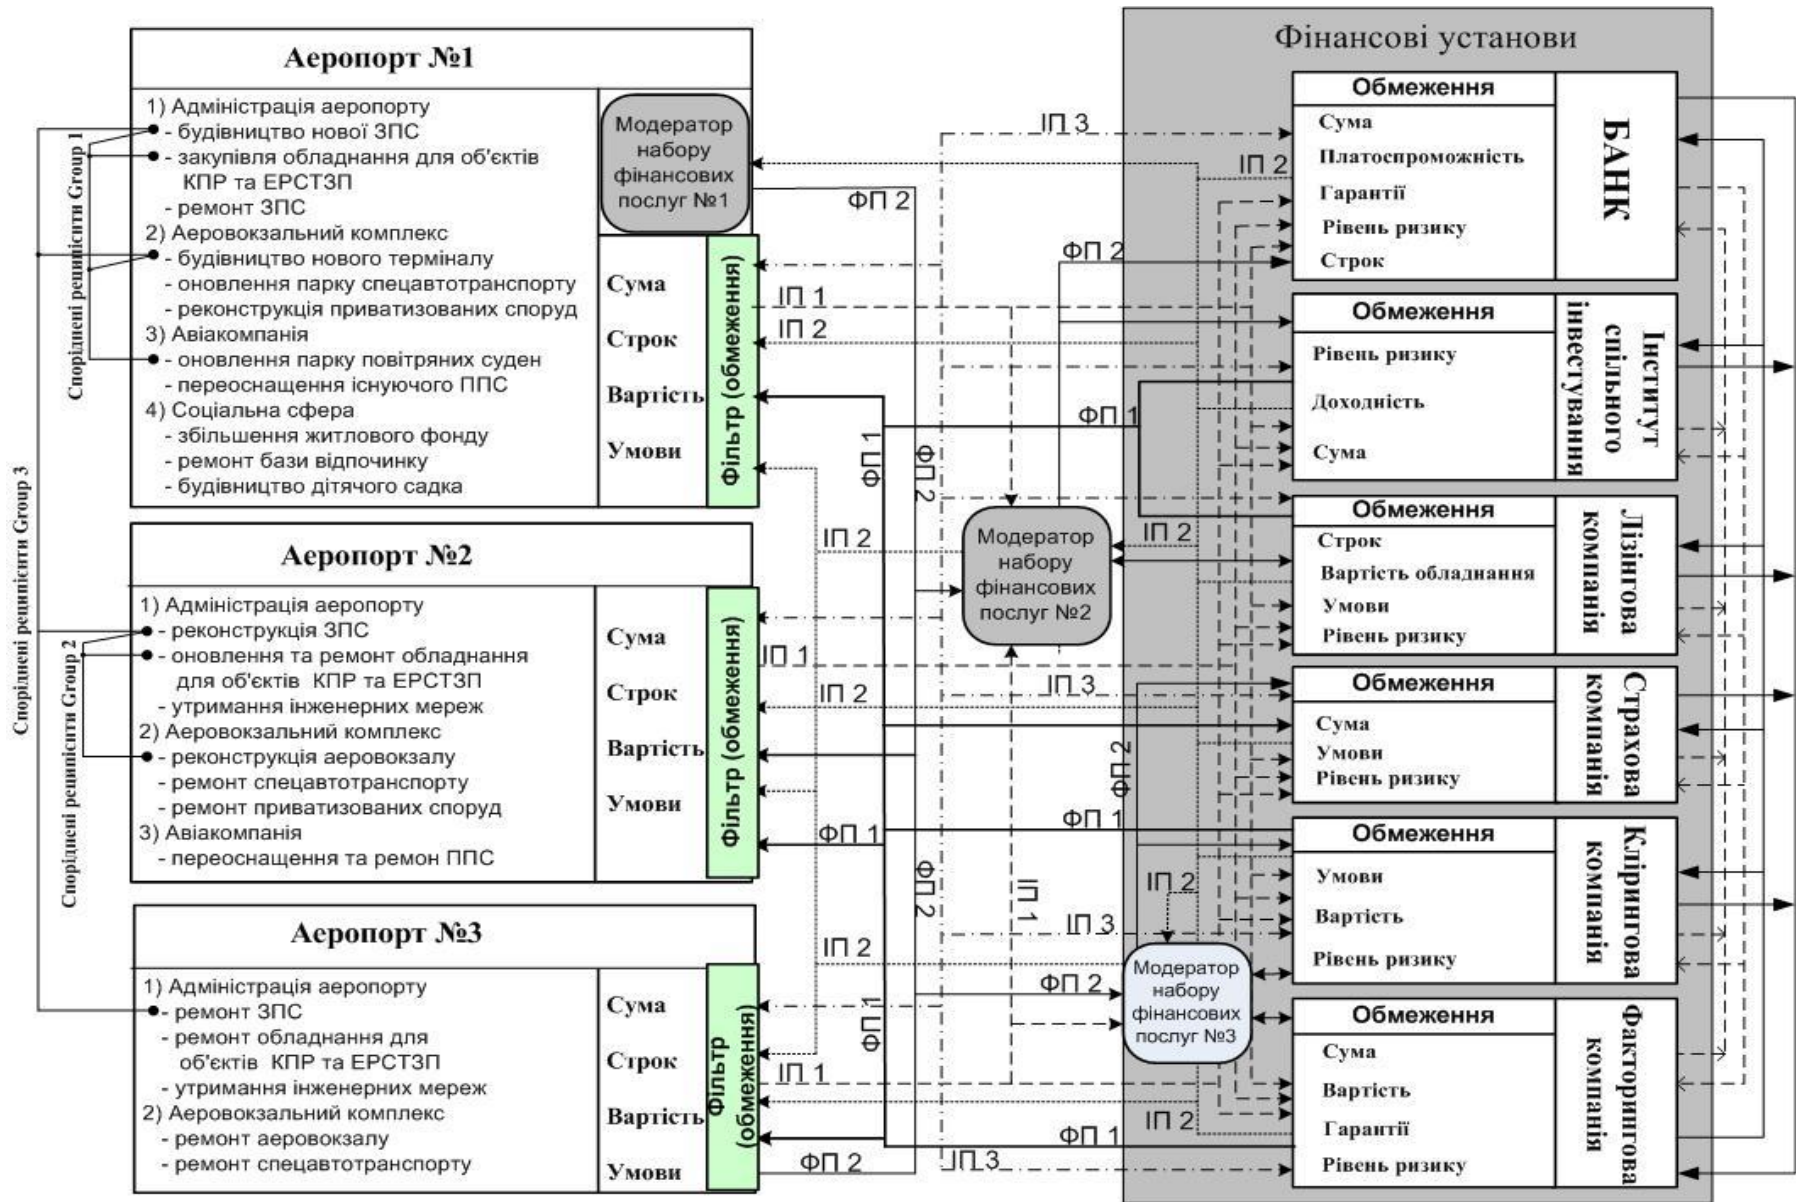 Аеропорт №1
1) Адміністрація аеропорту
- будівництво нової ЗПС
- закупівля обладнання для об'єктів
КПР та ЕРСТЗП
- ремонт ЗПС
2) Аеровокзальний комплекс
- будівництво нового терміналу
- оновлення парку спецавтотранспорту
- реконструкція приватизованих споруд
3) Авіакомпанія
- оновлення парку повітряних суден
- переоснащення існуючого ППС
4) Соціальна сфера
- збільшення житлового фонду
- ремонт бази відпочинку
- будівництво дітячого садка
Модератор
набору
фінансових
послуг №1
Сума
Строк
Вартість
Умови
Фільтр (обмеження)
Аеропорт №2
1) Адміністрація аеропорту
- реконструкція ЗПС
- оновлення та ремонт обладнання
для об'єктів КПР та ЕРСТЗП
- утримання інженерних мереж
2) Аеровокзальний комплекс
- реконструкція аеровокзалу
- ремонт спецавтотранспорту
- ремонт приватизованих споруд
3) Авіакомпанія
- переоснащення та ремон ППС
Сума
Строк
Вартість
Умови
Фільтр (обмеження)
Аеропорт №3
1) Адміністрація аеропорту
- ремонт ЗПС
- ремонт обладнання для
об'єктів КПР та ЕРСТЗП
- утримання інженерних мереж
2) Аеровокзальний комплекс
- ремонт аеровокзалу
- ремонт спецавтотранспорту
Сума
Строк
Вартість
Умови
Фільтр
(обмеження)
Споріднені реципієнти Group 1
Споріднені реципієнти Group 2
Споріднені реципієнти Group 3
ІП 3
ІП 2
ФП 2
ФП 2
ІП 1
ІП 2
ФП 1
ФП 1
ФП 2
ІП 2
ІП 2
Модератор
набору
фінансових
послуг №2
ІП 1
ІП 3
ІП 2
ФП 2
ФП 1
ФП 1
ФП 2
ІП 1
ІП 2
ІП 3
ІП 2
ФП 2
ФП 1
ІП 1
ІП 2
ФП 1
ФП 2
ІП 3
Модератор
набору
фінансових
послуг №3
Фінансові установи
Обмеження
Сума
Платоспроможність
Гарантії
Рівень ризику
Строк
БАНК
Обмеження
Рівень ризику
Доходність
Сума
Інститут
спільного
інвестування
Обмеження
Строк
Вартість обладнання
Умови
Рівень ризику
Лізінгова
компанія
Обмеження
Сума
Умови
Рівень ризику
Страхова
компанія
Обмеження
Умови
Вартість
Рівень ризику
Клірингова
компанія
Обмеження
Сума
Вартість
Гарантії
Рівень ризику
Факторингова
компанія